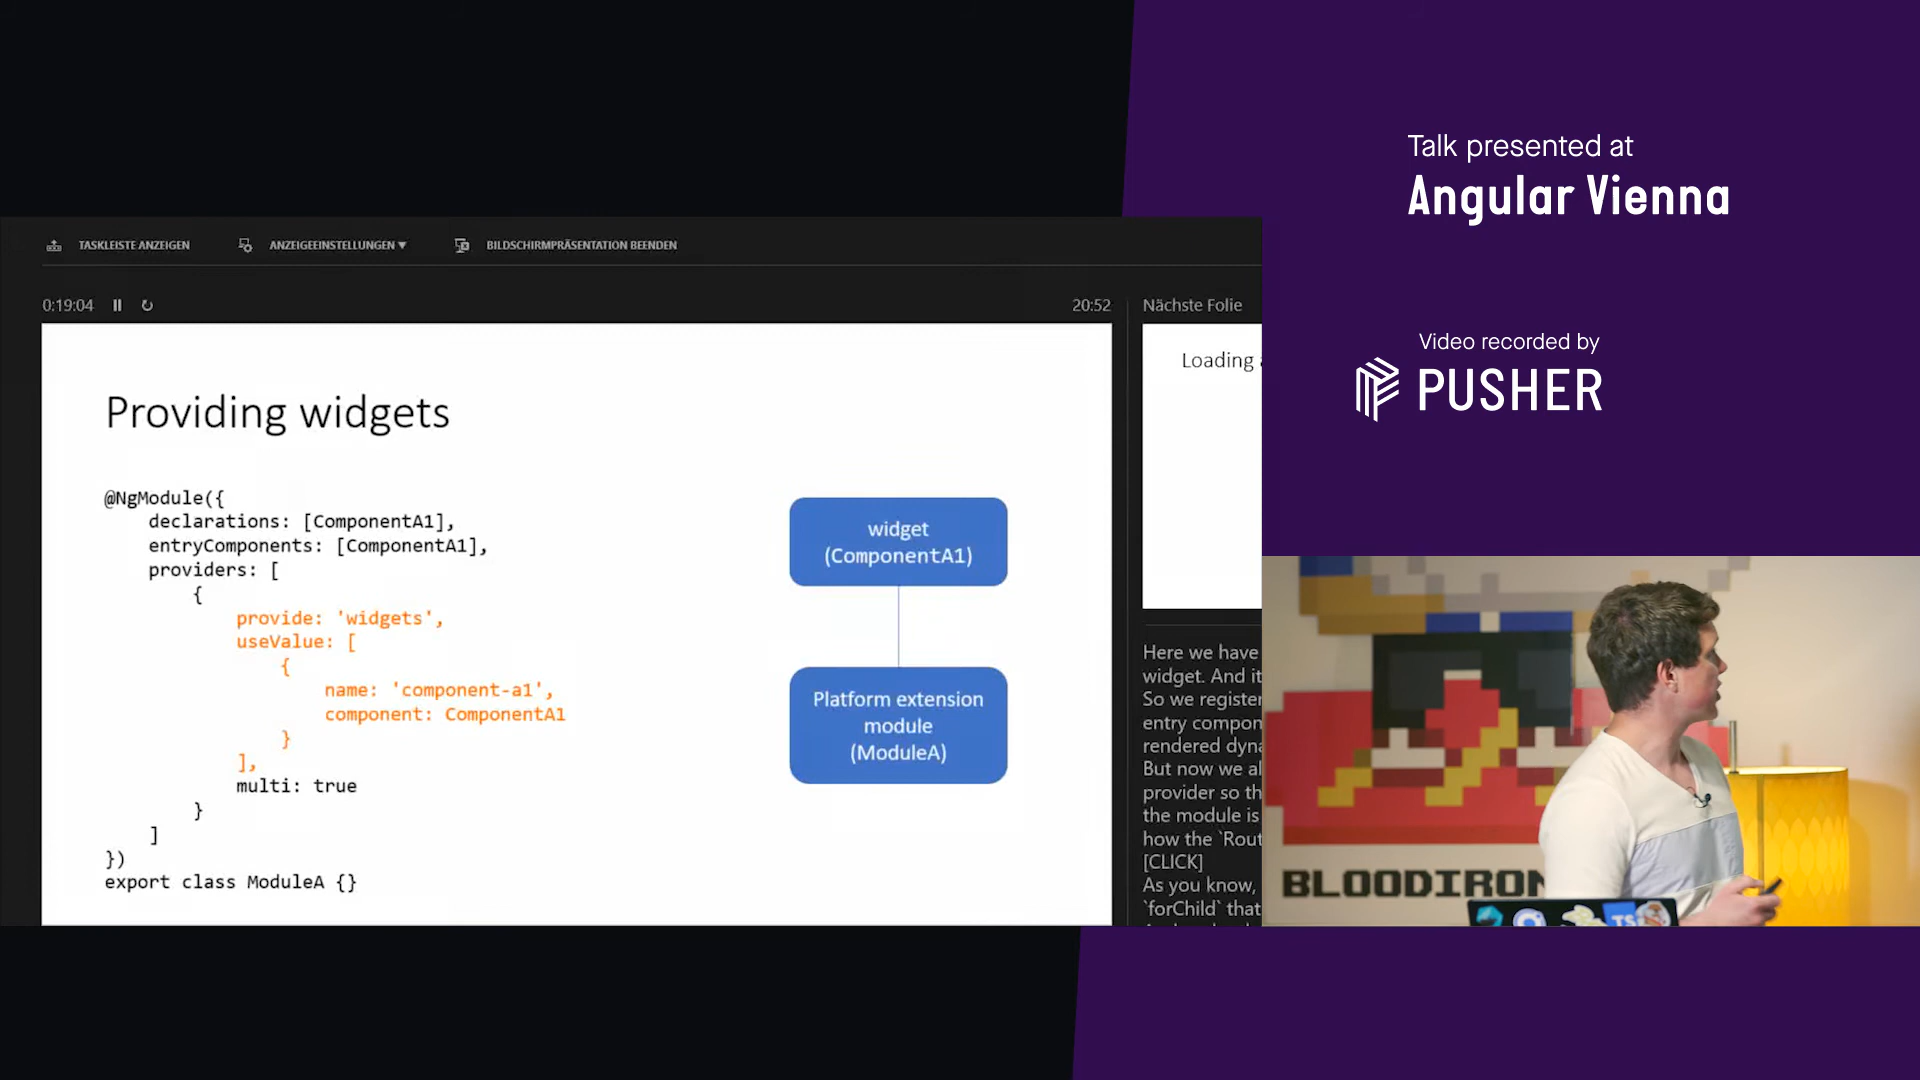 Talk presented at
Angular Vienna
Video recorded by
PUSHER
TASKLEISTE ANZEIGEN
ANZEIGEEINSTELLUNGEN
BILDSCHIRMPRÄSENTATION BEENDEN
0:19:04
20:52
Nächste Folie
Providing widgets
@NgModule({
declarations: [ComponentA1],
entryComponents: [ComponentA1],
providers: [
{
provide: 'widgets',
useValue: [
{
name: 'component-a1',
component: ComponentA1
}
],
multi: true
}
]
})
export class ModuleA {}
widget
(ComponentA1)
Platform extension
module
(ModuleA)
Loading
Here we have
widget. And it
So we register
entry compon
rendered dyna
But now we al
provider so th
the module is
how the `Rout
[CLICK]
As you know,
`forChild` that
BLOODIRON
TS